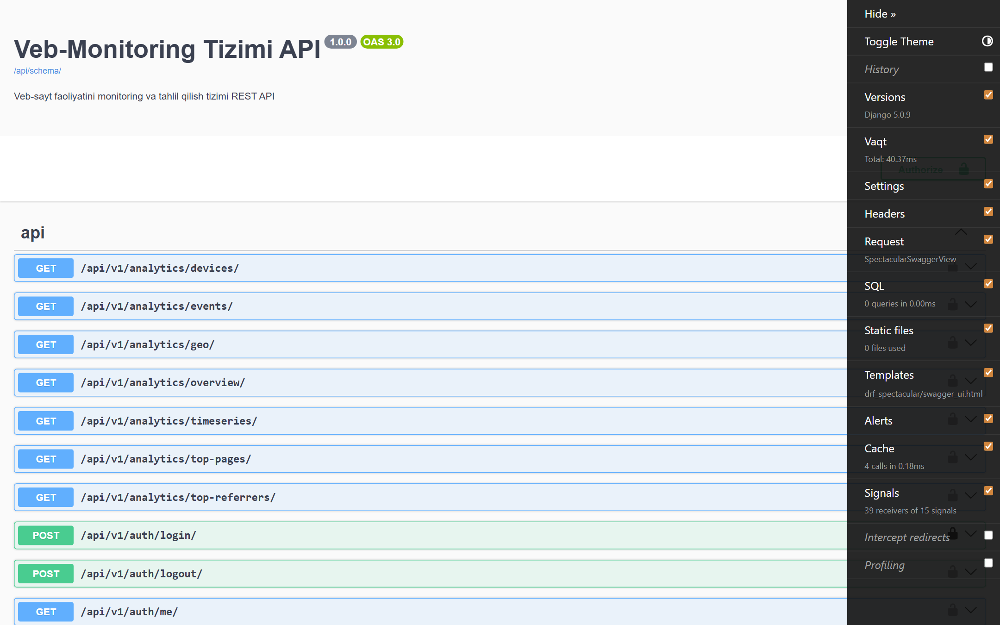 Veb-Monitoring Tizimi API 1.0.0 OAS 3.0
/api/schema/
Veb-sayt faoliyatini monitoring va tahlil qilish tizimi REST API
Authorize
api
GET /api/v1/analytics/devices/
GET /api/v1/analytics/events/
GET /api/v1/analytics/geo/
GET /api/v1/analytics/overview/
GET /api/v1/analytics/timeseries/
GET /api/v1/analytics/top-pages/
GET /api/v1/analytics/top-referrers/
POST /api/v1/auth/login/
POST /api/v1/auth/logout/
GET /api/v1/auth/me/
Hide »
Toggle Theme
History
Versions
Django 5.0.9
Vaqt
Total: 40.37ms
Settings
Headers
Request
SpectacularSwaggerView
SQL
0 queries in 0.00ms
Static files
0 files used
Templates
drf_spectacular/swagger_ui.html
Alerts
Cache
4 calls in 0.18ms
Signals
39 receivers of 15 signals
Intercept redirects
Profiling